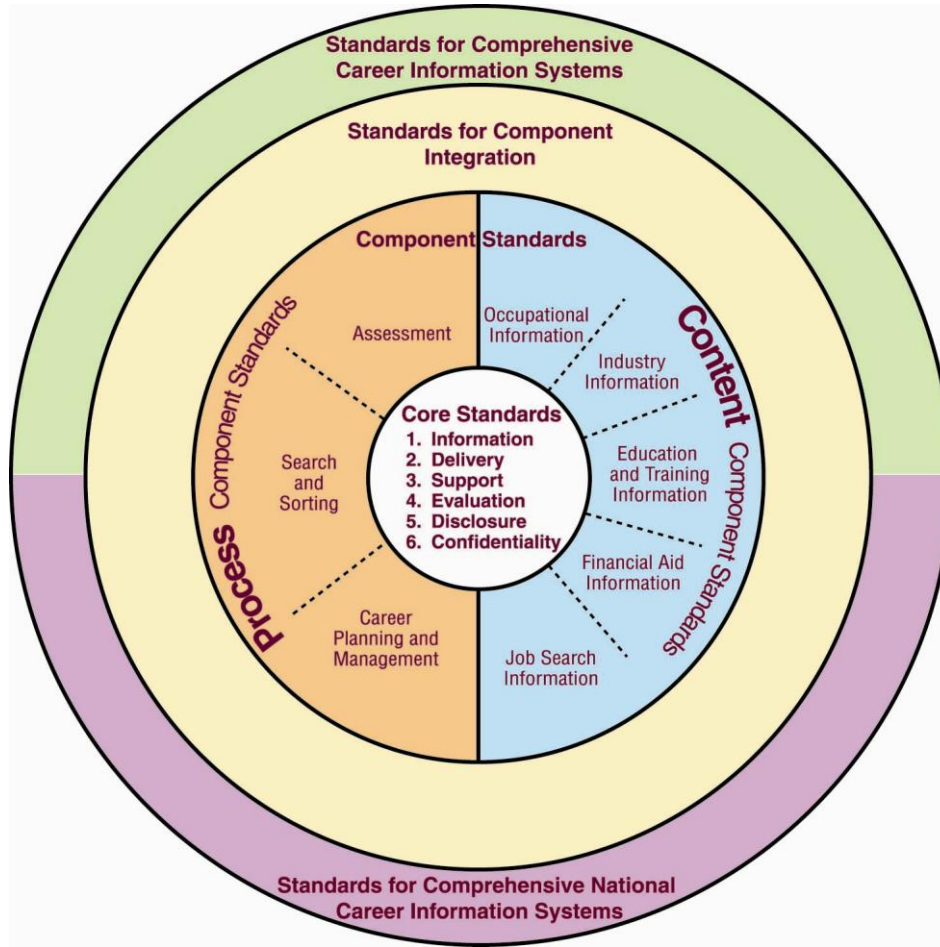 Standards for Comprehensive
Career Information Systems
Standards for Component
Integration
Component Standards
Process Component Standards
Assessment
Search
and
Sorting
Career
Planning and
Management
Core Standards
1. Information
2. Delivery
3. Support
4. Evaluation
5. Disclosure
6. Confidentiality
Content Component Standards
Occupational
Information
Industry
Information
Education
and Training
Information
Financial Aid
Information
Job Search
Information
Standards for Comprehensive National
Career Information Systems